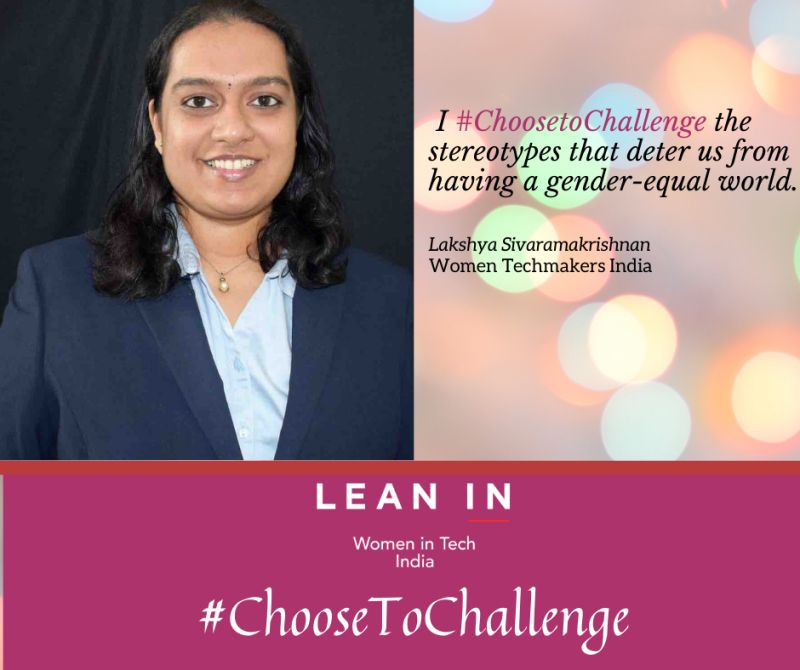 I #ChoosetoChallenge the
stereotypes that deter us from
having a gender-equal world.
Lakshya Sivaramakrishnan
Women Techmakers India
LEAN IN
Women in Tech
India
#ChooseToChallenge